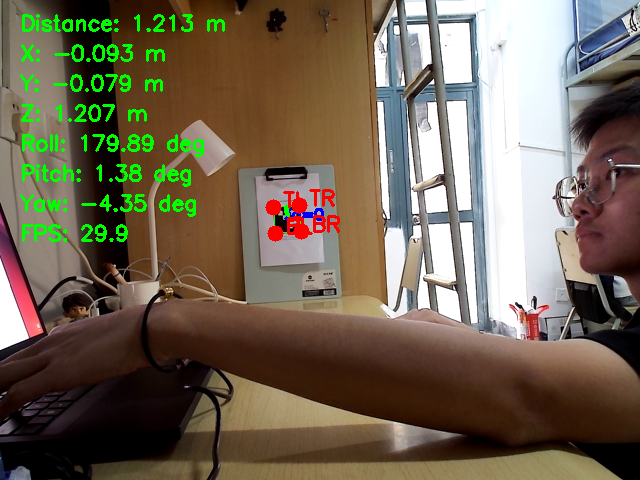 Distance: 1.213 m
X: -0.093 m
Y: -0.079 m
Z: 1.207 m
Roll: 179.89 deg
Pitch: 1.38 deg
Yaw: -4.35 deg
FPS: 29.9
TL TR
BL BR